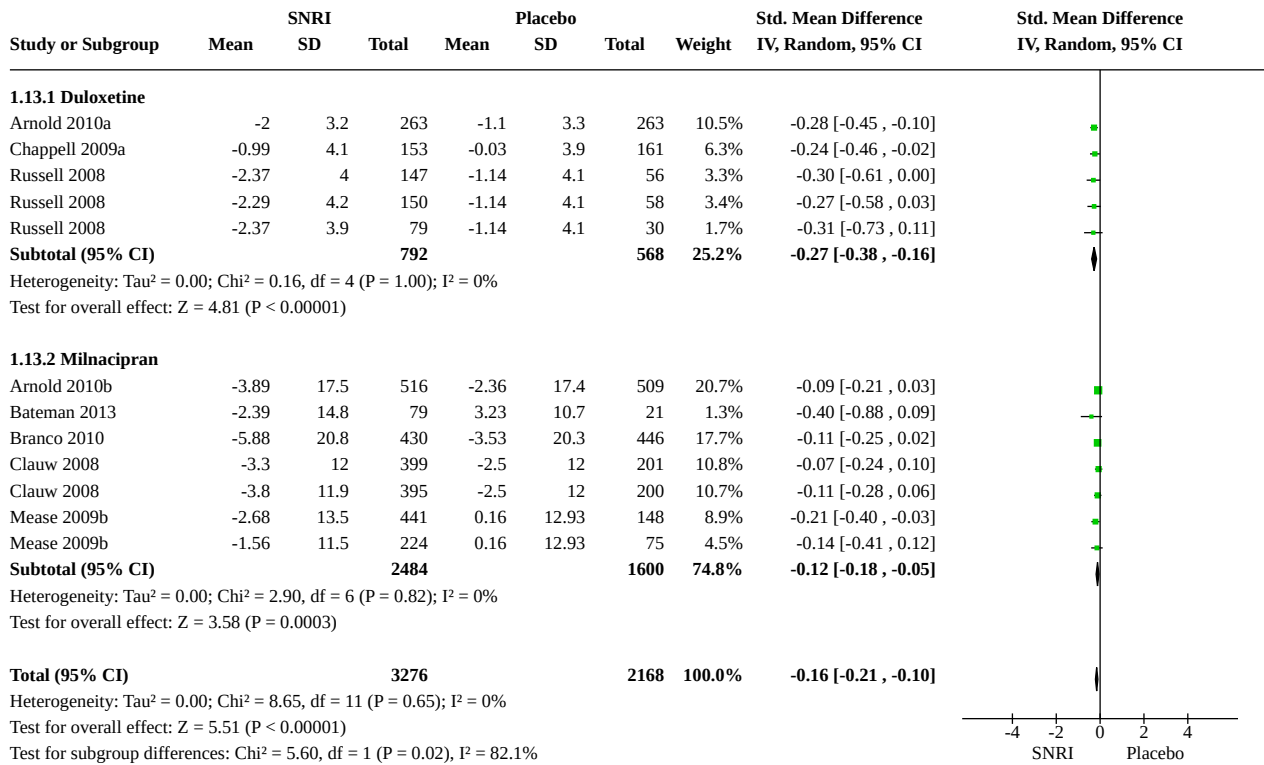 SNRI Placebo Std. Mean Difference Std. Mean Difference
Study or Subgroup Mean SD Total Mean SD Total Weight IV, Random, 95% CI IV, Random, 95% CI
1.13.1 Duloxetine
Arnold 2010a -2 3.2 263 -1.1 3.3 263 10.5% -0.28 [-0.45 , -0.10]
Chappell 2009a -0.99 4.1 153 -0.03 3.9 161 6.3% -0.24 [-0.46 , -0.02]
Russell 2008 -2.37 4 147 -1.14 4.1 56 3.3% -0.30 [-0.61 , 0.00]
Russell 2008 -2.29 4.2 150 -1.14 4.1 58 3.4% -0.27 [-0.58 , 0.03]
Russell 2008 -2.37 3.9 79 -1.14 4.1 30 1.7% -0.31 [-0.73 , 0.11]
Subtotal (95% CI) 792 568 25.2% -0.27 [-0.38 , -0.16]
Heterogeneity: Tau² = 0.00; Chi² = 0.16, df = 4 (P = 1.00); I² = 0%
Test for overall effect: Z = 4.81 (P < 0.00001)
1.13.2 Milnacipran
Arnold 2010b -3.89 17.5 516 -2.36 17.4 509 20.7% -0.09 [-0.21 , 0.03]
Bateman 2013 -2.39 14.8 79 3.23 10.7 21 1.3% -0.40 [-0.88 , 0.09]
Branco 2010 -5.88 20.8 430 -3.53 20.3 446 17.7% -0.11 [-0.25 , 0.02]
Clauw 2008 -3.3 12 399 -2.5 12 201 10.8% -0.07 [-0.24 , 0.10]
Clauw 2008 -3.8 11.9 395 -2.5 12 200 10.7% -0.11 [-0.28 , 0.06]
Mease 2009b -2.68 13.5 441 0.16 12.93 148 8.9% -0.21 [-0.40 , -0.03]
Mease 2009b -1.56 11.5 224 0.16 12.93 75 4.5% -0.14 [-0.41 , 0.12]
Subtotal (95% CI) 2484 1600 74.8% -0.12 [-0.18 , -0.05]
Heterogeneity: Tau² = 0.00; Chi² = 2.90, df = 6 (P = 0.82); I² = 0%
Test for overall effect: Z = 3.58 (P = 0.0003)
Total (95% CI) 3276 2168 100.0% -0.16 [-0.21 , -0.10]
Heterogeneity: Tau² = 0.00; Chi² = 8.65, df = 11 (P = 0.65); I² = 0%
Test for overall effect: Z = 5.51 (P < 0.00001)
Test for subgroup differences: Chi² = 5.60, df = 1 (P = 0.02), I² = 82.1%
-4 -2 0 2 4
SNRI Placebo